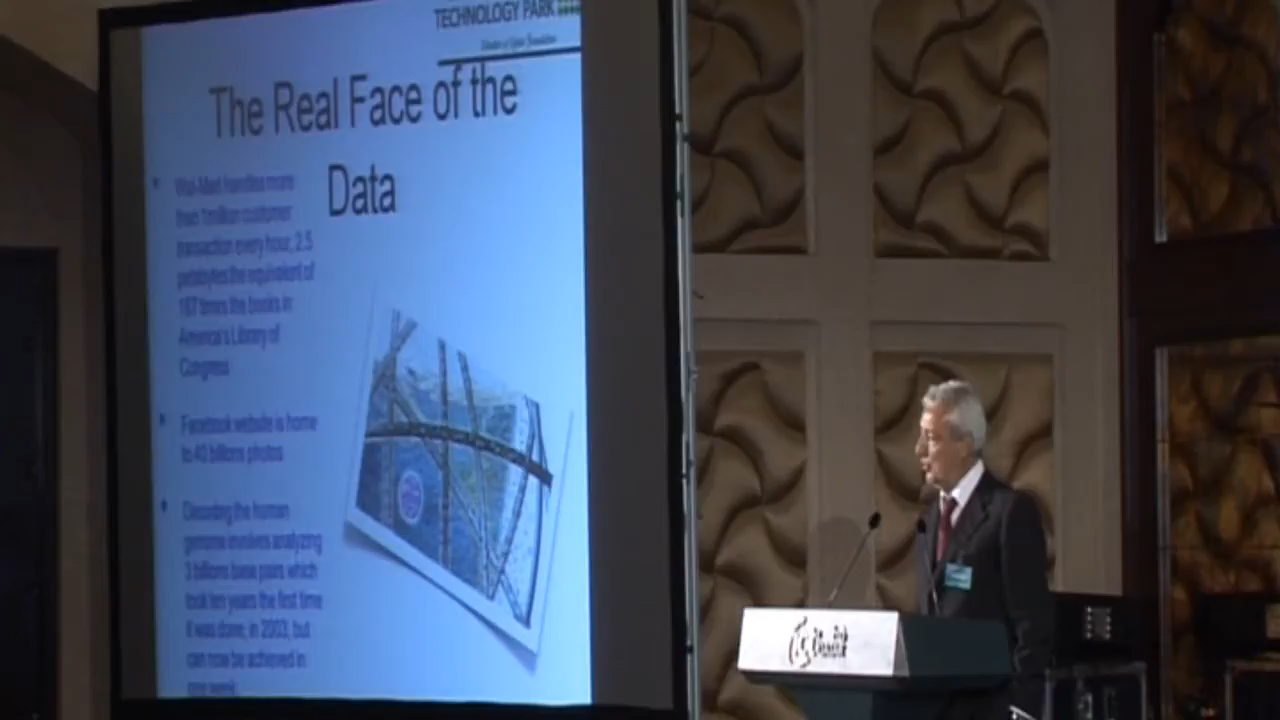 TECHNOLOGY PARK
The Real Face of the
Data
Wal-Mart handles more
than 1million customer
transaction every hour, 2.5
petabytes the equivalent of
167 times the books in
America's Library of
Congress
Facebook website is home
to 40 billions photos
Decoding the human
genome involves analyzing
3 billions base pairs which
took ten years the first time
it was done, in 2003, but
can now be achieved in
one week